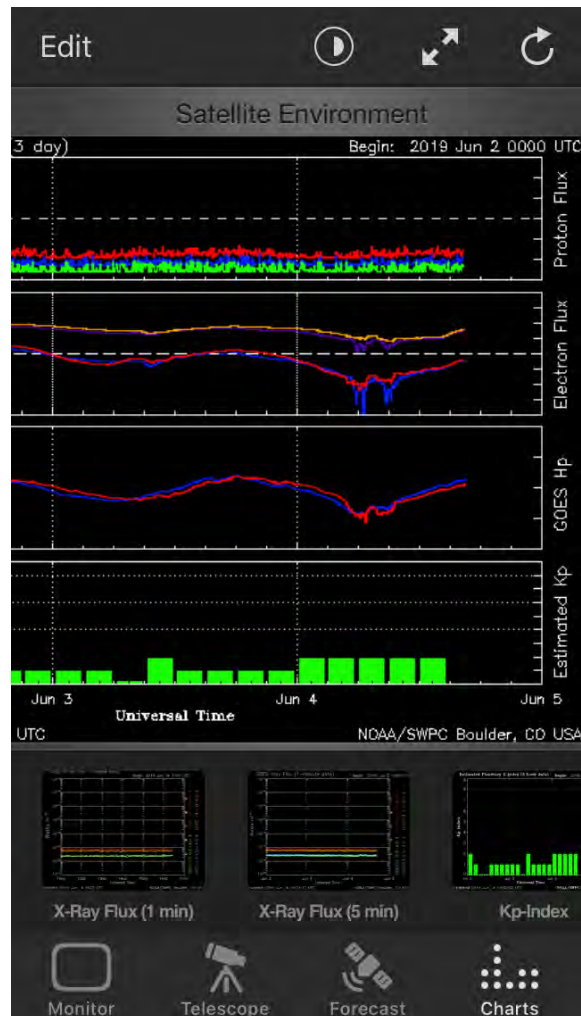 Edit
Satellite Environment
3 day)
Begin: 2019 Jun 2 0000 UTC
Proton Flux
Electron Flux
GOES Hp
Estimated Kp
Jun 3
Jun 4
Jun 5
Universal Time
UTC
NOAA/SWPC Boulder, CO USA
X-Ray Flux (1 min)
X-Ray Flux (5 min)
Kp-Index
Monitor
Telescope
Forecast
Charts